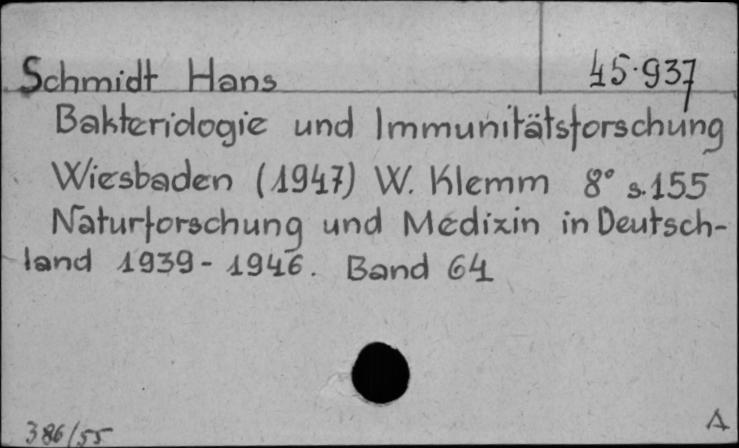 Schmidt Hans 45.937
Bakteriologie und Immunitätsforschung
Wiesbaden (1947) W. Klemm 8° s.155
Naturforschung und Medizin in Deutsch-
land 1939-1946. Band 64
386/55 A